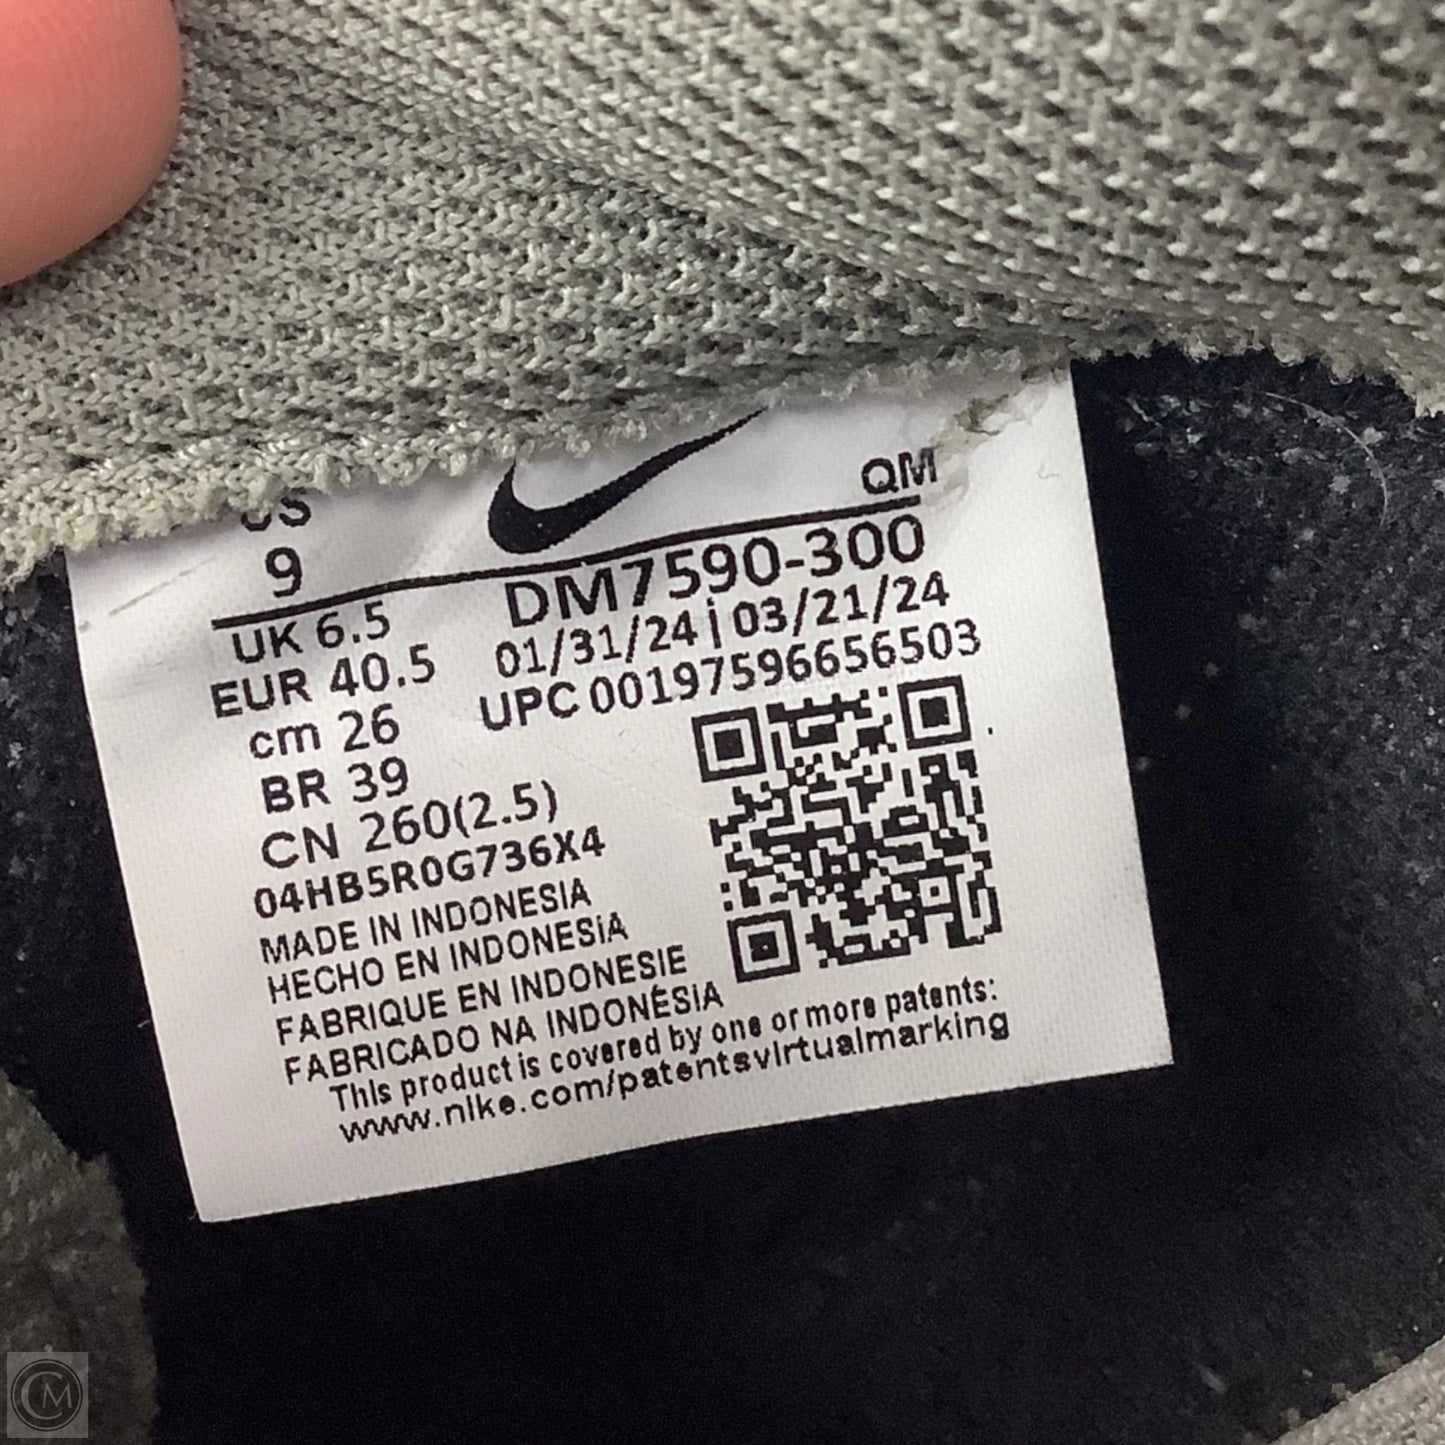 US
QM
9
DM7590-300
UK 6.5
01/31/24 | 03/21/24
EUR 40.5
UPC 00197596656503
cm 26
BR 39
CN 260(2.5)
04HB5R0G736X4
MADE IN INDONESIA
HECHO EN INDONESIA
FABRIQUE EN INDONESIE
FABRICADO NA INDONÉSIA
This product is covered by one or more patents:
www.nike.com/patentsvirtualmarking
CM